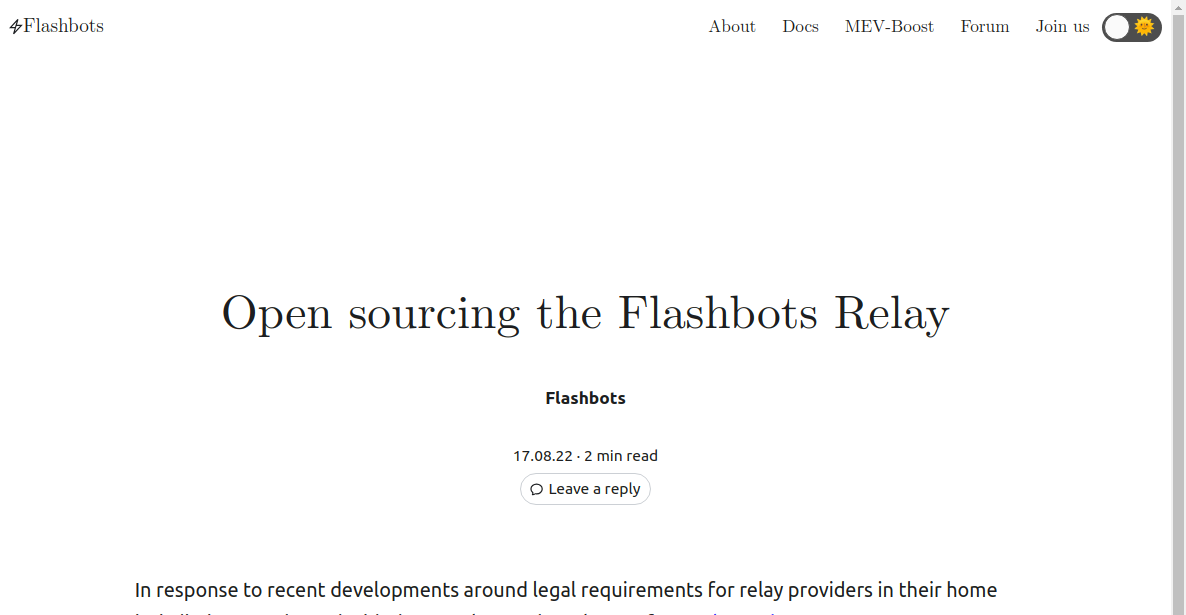 Flashbots
About
Docs
MEV-Boost
Forum
Join us
Open sourcing the Flashbots Relay
Flashbots
17.08.22 · 2 min read
Leave a reply
In response to recent developments around legal requirements for relay providers in their home